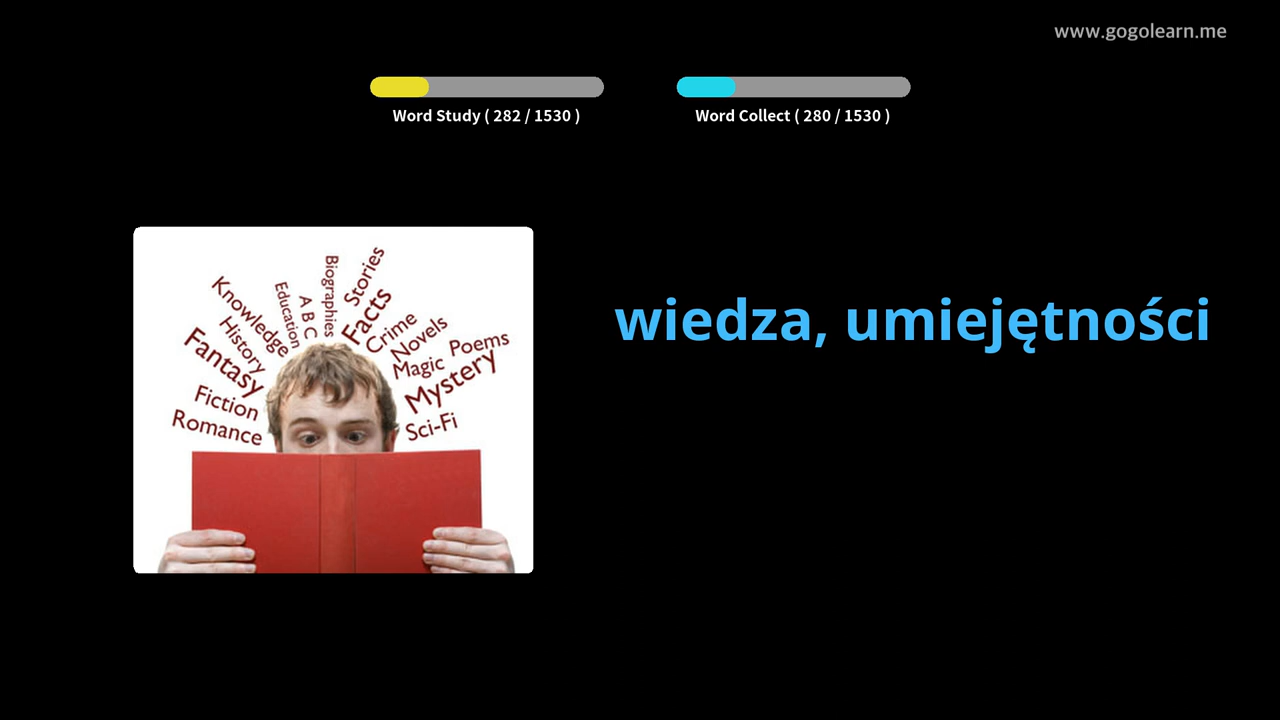 www.gogolearn.me
Word Study ( 282 / 1530 )
Word Collect ( 280 / 1530 )
Knowledge
History
Fantasy
Fiction
Romance
Education
A B C
Biographies
Stories
Facts
Crime
Novels
Magic
Poems
Mystery
Sci-Fi
wiedza, umiejętności